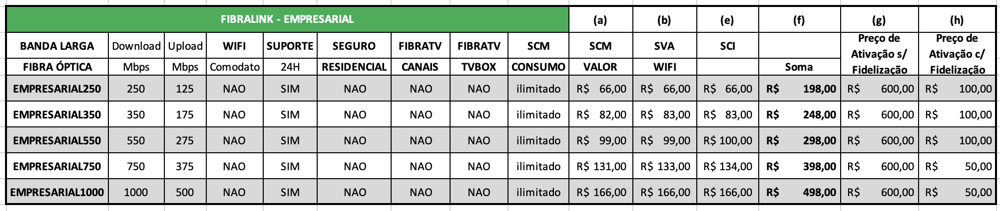 FIBRALINK - EMPRESARIAL (a) (b) (e) (f) (g) (h)
BANDA LARGA Download Upload WIFI SUPORTE SEGURO FIBRATV FIBRATV SCM SCM SVA SCI Preço de Ativação s/ Fidelização Preço de Ativação c/ Fidelização
FIBRA ÓPTICA Mbps Mbps Comodato 24H RESIDENCIAL CANAIS TVBOX CONSUMO VALOR WIFI Soma
EMPRESARIAL250 250 125 NAO SIM NAO NAO NAO ilimitado R$ 66,00 R$ 66,00 R$ 66,00 R$ 198,00 R$ 600,00 R$ 100,00
EMPRESARIAL350 350 175 NAO SIM NAO NAO NAO ilimitado R$ 82,00 R$ 83,00 R$ 83,00 R$ 248,00 R$ 600,00 R$ 100,00
EMPRESARIAL550 550 275 NAO SIM NAO NAO NAO ilimitado R$ 99,00 R$ 99,00 R$ 100,00 R$ 298,00 R$ 600,00 R$ 100,00
EMPRESARIAL750 750 375 NAO SIM NAO NAO NAO ilimitado R$ 131,00 R$ 133,00 R$ 134,00 R$ 398,00 R$ 600,00 R$ 50,00
EMPRESARIAL1000 1000 500 NAO SIM NAO NAO NAO ilimitado R$ 166,00 R$ 166,00 R$ 166,00 R$ 498,00 R$ 600,00 R$ 50,00